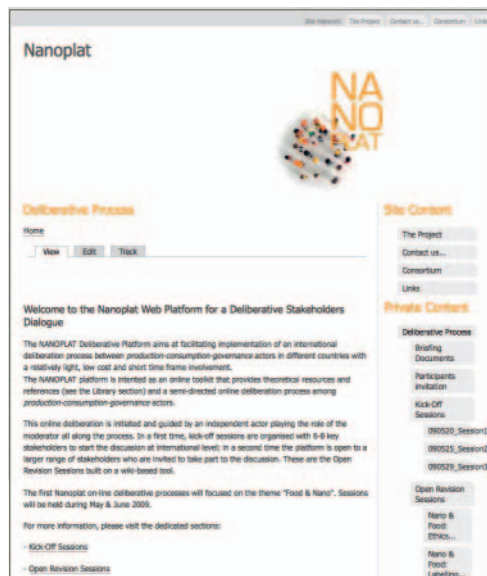 Site Network: The Project Contact us... Consortium Links
Nanoplat
NA
NO
PLAT
Deliberative Process
Home
View Edit Track
Welcome to the Nanoplat Web Platform for a Deliberative Stakeholders
Dialogue
The NANOPLAT Deliberative Platform aims at facilitating implementation of an international
deliberation process between production-consumption-governance actors in different countries with
a relatively light, low cost and short time frame involvement.
The NANOPLAT platform is intented as an online toolkit that provides theoretical resources and
references (see the Library section) and a semi-directed online deliberation process among
production-consumption-governance actors.
This online deliberation is initiated and guided by an independent actor playing the role of the
moderator all along the process. In a first time, kick-off sessions are organised with 6-8 key
stakeholders to start the discussion at international level; in a second time the platform is open to a
larger range of stakeholders who are invited to take part to the discussion. These are the Open
Revision Sessions built on a wiki-based tool.
The first Nanoplat on-line deliberative processes will focused on the theme "Food & Nano". Sessions
will be held during May & June 2009.
For more information, please visit the dedicated sections:
- Kick-Off Sessions
- Open Revision Sessions
Site Content
The Project
Contact us...
Consortium
Links
Private Content
Deliberative Process
Briefing
Documents
Participants
invitation
Kick-Off
Sessions
090520_Session1
090525_Session2
090529_Session3
Open Revision
Sessions
Nano &
Food:
Ethics...
Nano &
Food:
Labelling...